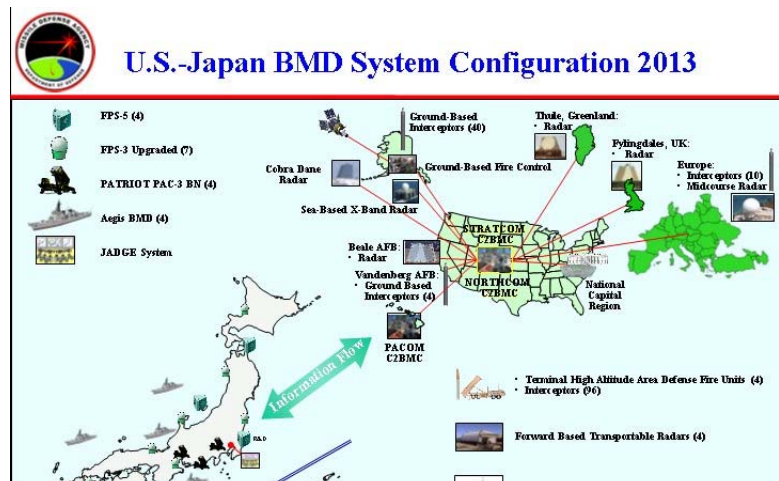 MISSILE DEFENSE AGENCY
DEPARTMENT OF DEFENSE
U.S.-Japan BMD System Configuration 2013
FPS-5 (4)
FPS-3 Upgraded (7)
PATRIOT PAC-3 BN (4)
Aegis BMD (4)
JADGE System
Ground-Based
Interceptors (40)
Ground-Based Fire Control
Cobra Dane
Radar
Sea-Based X-Band Radar
Thule, Greenland:
• Radar
Fylingdales, UK:
• Radar
Europe:
• Interceptors (10)
• Midcourse Radar
STRATCOM
C2BMC
Beale AFB:
• Radar
Vandenberg AFB:
• Ground Based
Interceptors (4)
NORTHCOM
C2BMC
National
Capital
Region
PACOM
C2BMC
Information Flow
R&D
• Terminal High Altitude Area Defense Fire Units (4)
• Interceptors (96)
Forward Based Transportable Radars (4)